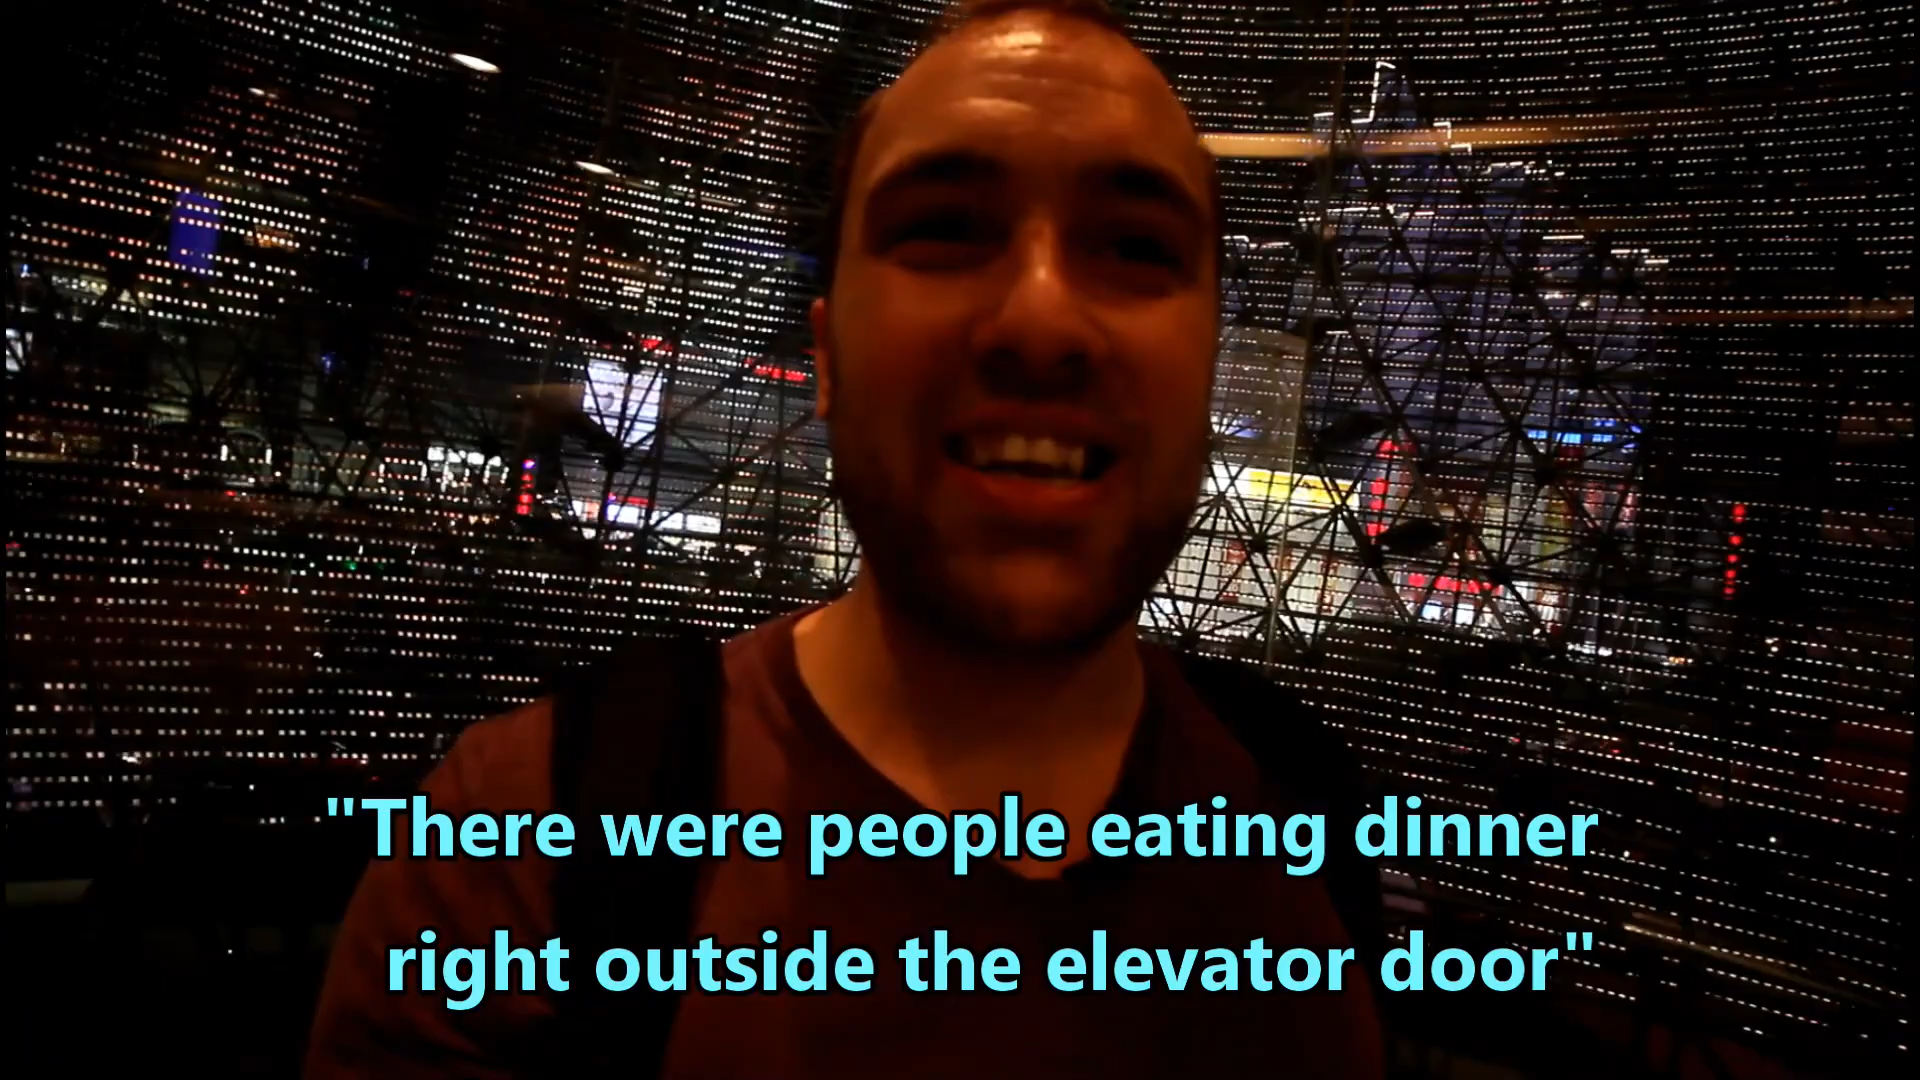 "There were people eating dinner
right outside the elevator door"